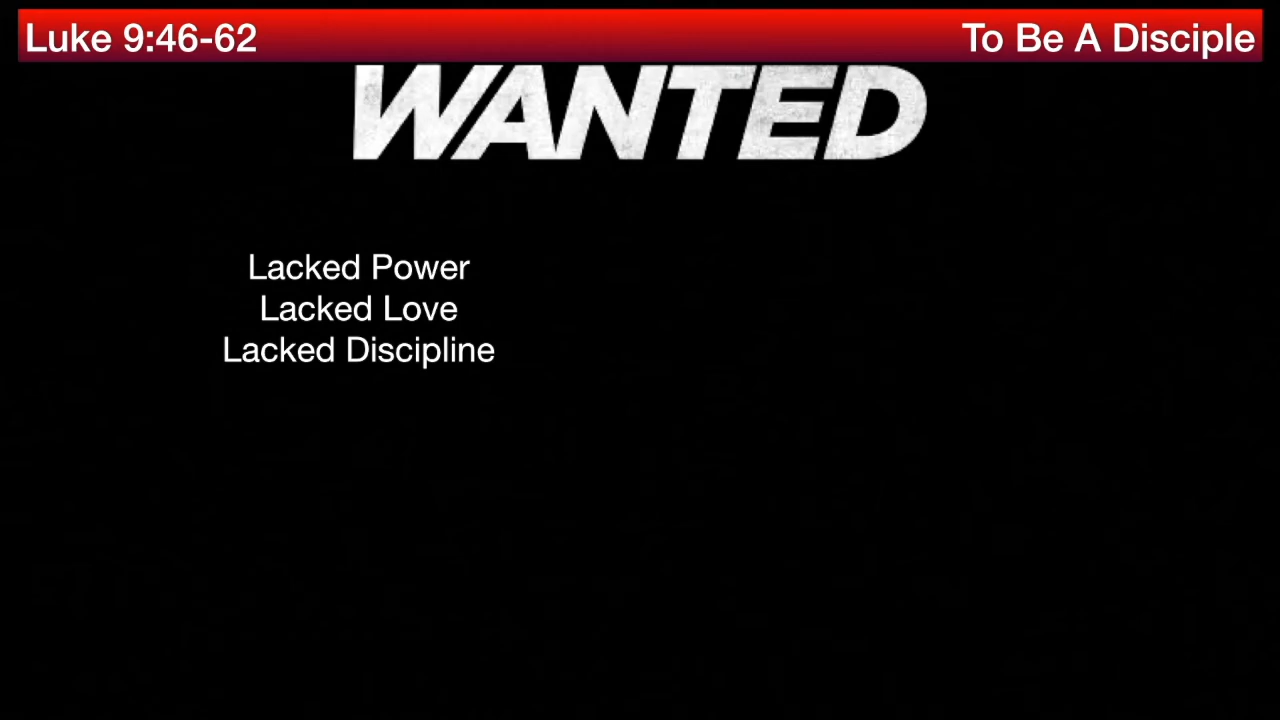 Luke 9:46-62
To Be A Disciple
WANTED
Lacked Power
Lacked Love
Lacked Discipline